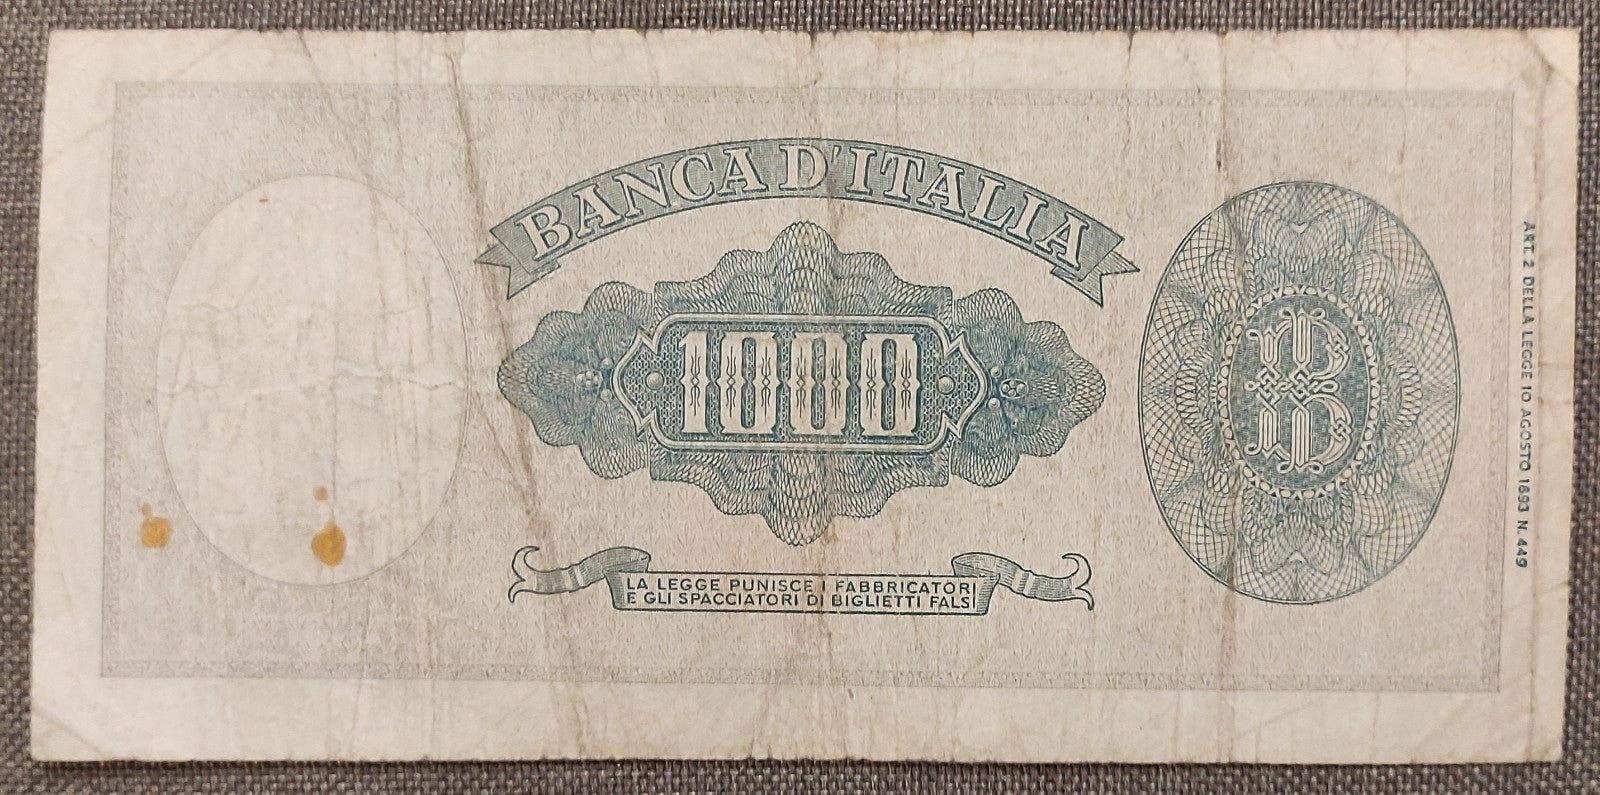 BANCA D'ITALIA
1000
LA LEGGE PUNISCE I FABBRICATORI
E GLI SPACCIATORI DI BIGLIETTI FALSI
ART. 2 DELLA LEGGE 10 AGOSTO 1893 N. 449